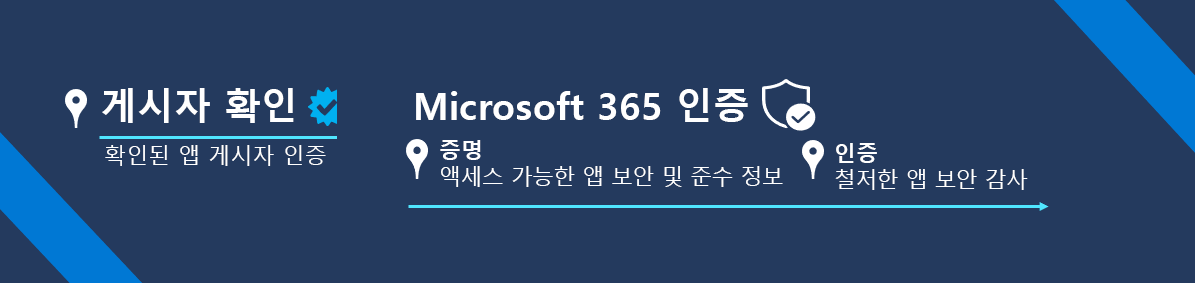 게시자 확인
확인된 앱 게시자 인증
Microsoft 365 인증
증명
액세스 가능한 앱 보안 및 준수 정보
인증
철저한 앱 보안 감사